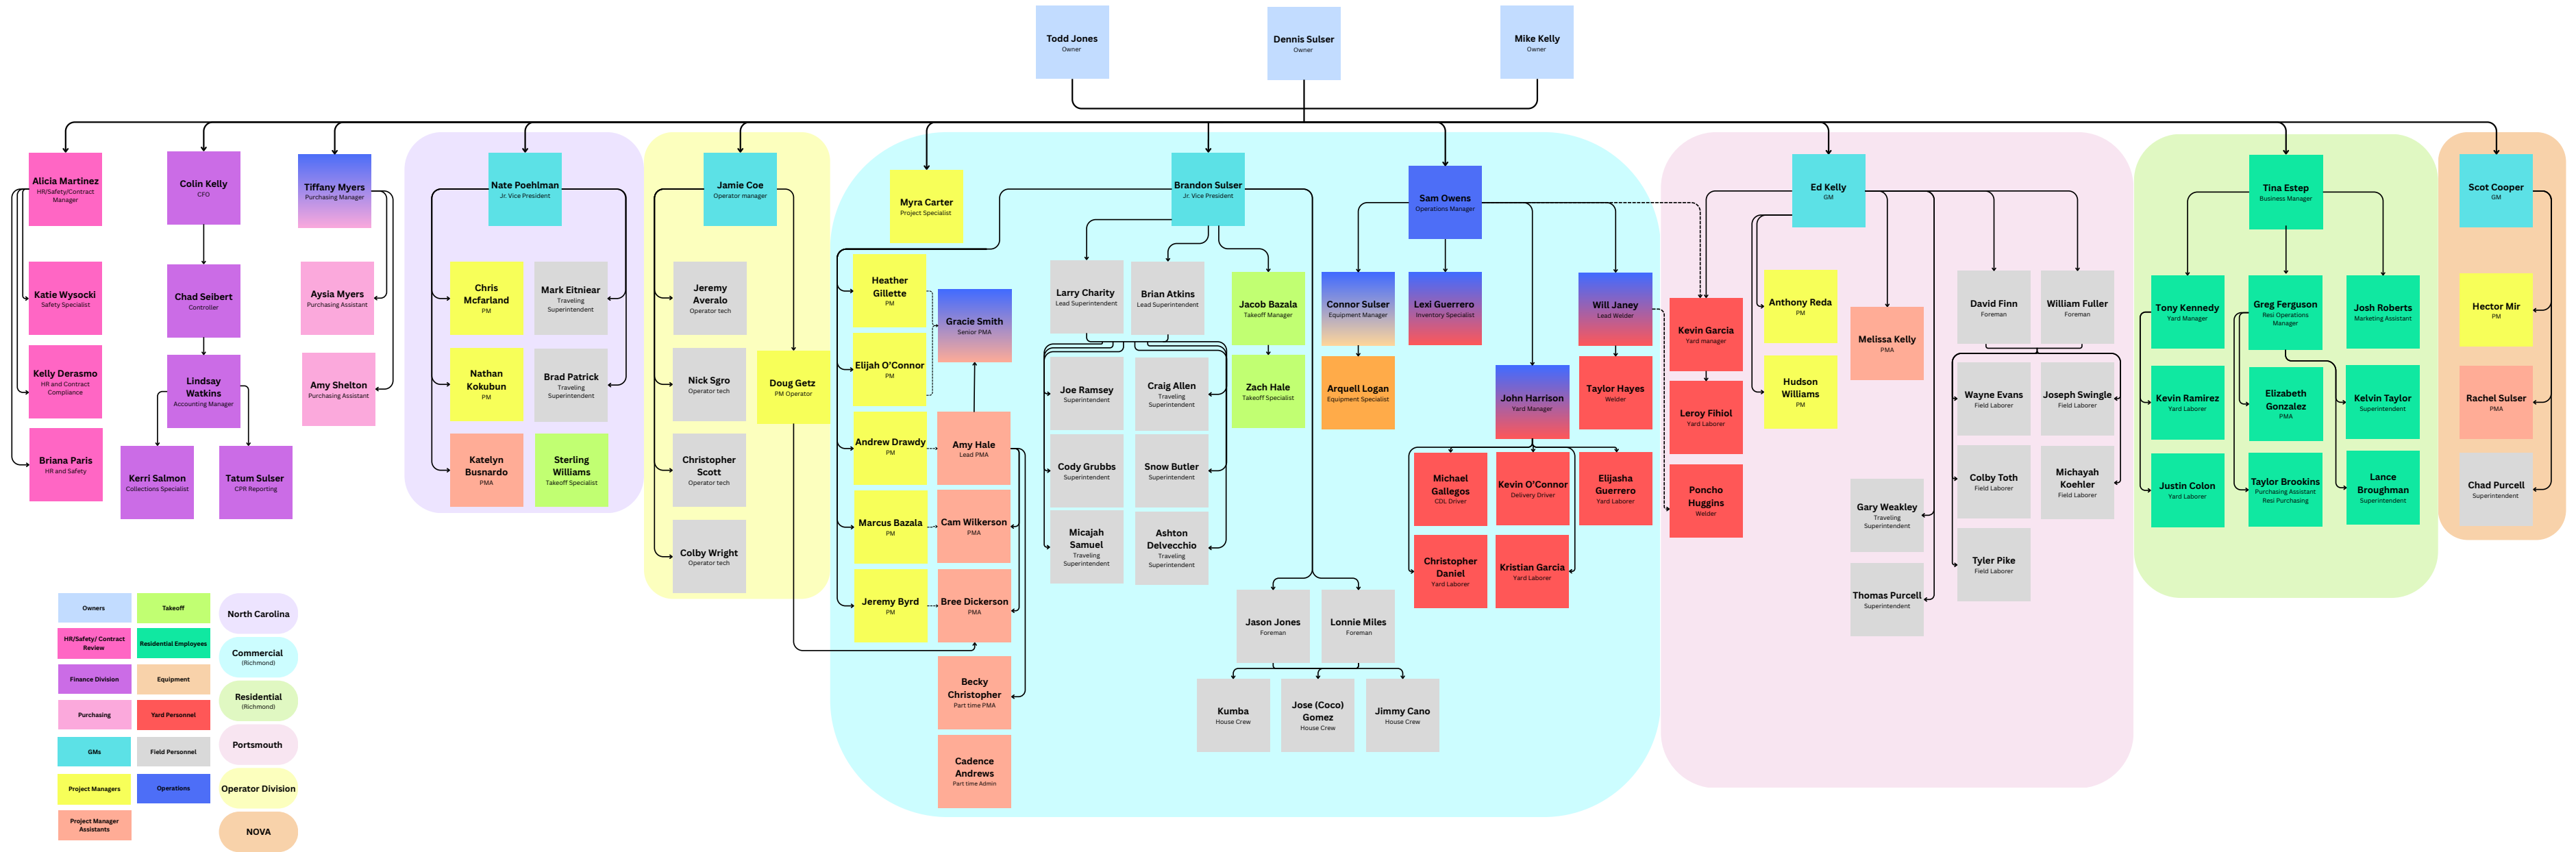 Todd Jones
Owner
Dennis Sulser
Owner
Mike Kelly
Owner
Alicia Martinez
HR/Safety/Contract
Manager
Katie Wysocki
Safety Specialist
Kelly Derasmo
HR and Contract
Compliance
Briana Paris
HR and Safety
Colin Kelly
CFO
Chad Seibert
Controller
Lindsay
Watkins
Accounting Manager
Kerri Salmon
Collections Specialist
Tatum Sulser
CPR Reporting
Tiffany Myers
Purchasing Manager
Aysia Myers
Purchasing Assistant
Amy Shelton
Purchasing Assistant
Nate Poehlman
Jr. Vice President
Chris
Mcfarland
PM
Mark Eitniear
Traveling
Superintendent
Nathan
Kokubun
PM
Brad Patrick
Traveling
Superintendent
Katelyn
Busnardo
PMA
Sterling
Williams
Takeoff Specialist
Jamie Coe
Operator manager
Jeremy
Averalo
Operator tech
Nick Sgro
Operator tech
Christopher
Scott
Operator tech
Colby Wright
Operator tech
Doug Getz
PM Operator
Myra Carter
Project Specialist
Heather
Gillette
PM
Elijah O'Connor
PM
Andrew Drawdy
PM
Marcus Bazala
PM
Jeremy Byrd
PM
Gracie Smith
Senior PMA
Amy Hale
Lead PMA
Cam Wilkerson
PMA
Bree Dickerson
PMA
Becky
Christopher
Part time PMA
Cadence
Andrews
Part time Admin
Brandon Sulser
Jr. Vice President
Larry Charity
Lead Superintendent
Brian Atkins
Lead Superintendent
Jacob Bazala
Takeoff Manager
Zach Hale
Takeoff Specialist
Joe Ramsey
Superintendent
Craig Allen
Traveling
Superintendent
Cody Grubbs
Superintendent
Snow Butler
Superintendent
Micajah
Samuel
Traveling
Superintendent
Ashton
Delvecchio
Traveling
Superintendent
Jason Jones
Foreman
Lonnie Miles
Foreman
Kumba
House Crew
Jose (Coco)
Gomez
House Crew
Jimmy Cano
House Crew
Sam Owens
Operations Manager
Connor Sulser
Equipment Manager
Lexi Guerrero
Inventory Specialist
Will Janey
Lead Welder
Arquell Logan
Equipment Specialist
John Harrison
Yard Manager
Taylor Hayes
Welder
Michael
Gallegos
CDL Driver
Kevin O'Connor
Delivery Driver
Elijasha
Guerrero
Yard Laborer
Christopher
Daniel
Yard Laborer
Kristian Garcia
Yard Laborer
Ed Kelly
GM
Kevin Garcia
Yard manager
Leroy Fihiol
Yard Laborer
Poncho
Huggins
Welder
Anthony Reda
PM
Hudson
Williams
PM
Melissa Kelly
PMA
Gary Weakley
Traveling
Superintendent
Thomas Purcell
Superintendent
David Finn
Foreman
William Fuller
Foreman
Wayne Evans
Field Laborer
Joseph Swingle
Field Laborer
Colby Toth
Field Laborer
Michayah
Koehler
Field Laborer
Tyler Pike
Field Laborer
Tina Estep
Business Manager
Tony Kennedy
Yard Manager
Greg Ferguson
Resi Operations
Manager
Josh Roberts
Marketing Assistant
Kevin Ramirez
Yard Laborer
Elizabeth
Gonzalez
PMA
Kelvin Taylor
Superintendent
Justin Colon
Yard Laborer
Taylor Brookins
Purchasing Assistant
Resi Purchasing
Lance
Broughman
Superintendent
Scot Cooper
GM
Hector Mir
PM
Rachel Sulser
PMA
Chad Purcell
Superintendent
Owners
Takeoff
North Carolina
HR/Safety/ Contract
Review
Residential Employees
Commercial
(Richmond)
Finance Division
Equipment
Residential
(Richmond)
Purchasing
Yard Personnel
Portsmouth
GMs
Field Personnel
Operator Division
Project Managers
Operations
NOVA
Project Manager
Assistants